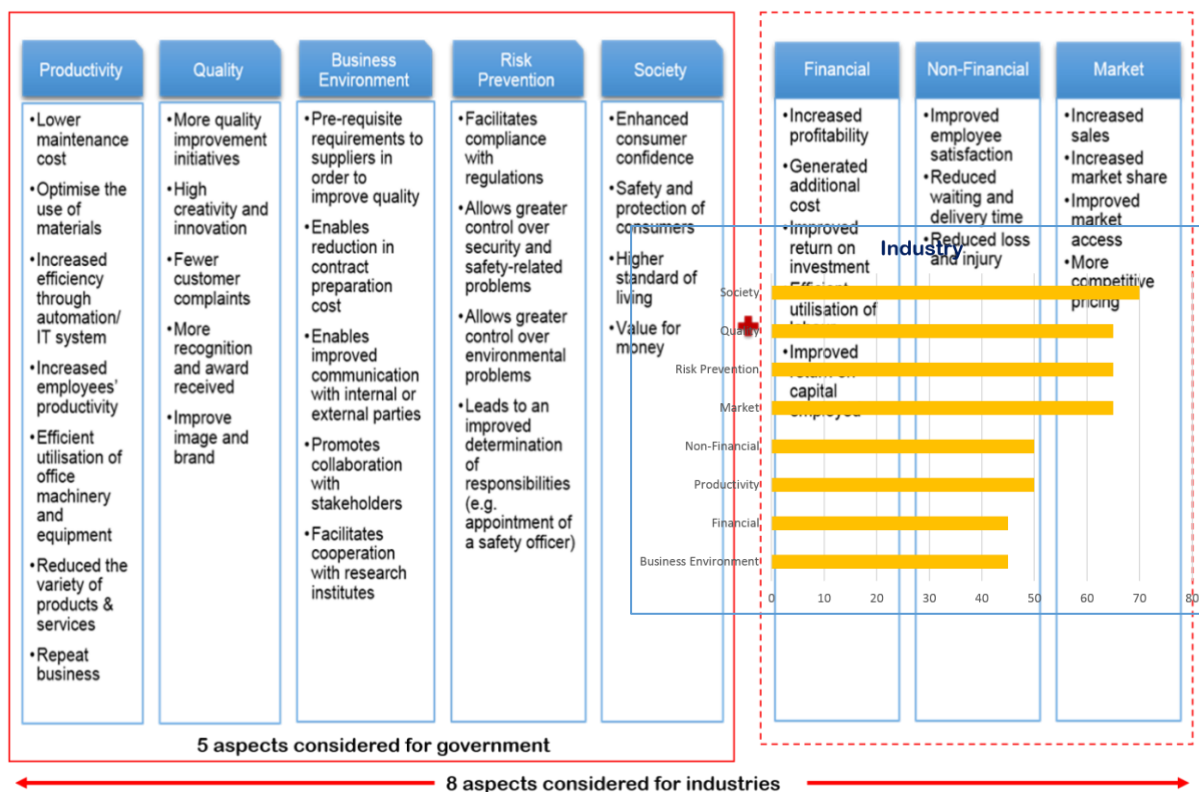 Productivity
•Lower
maintenance
cost
•Optimise the
use of
materials
•Increased
efficiency
through
automation/
IT system
•Increased
employees'
productivity
•Efficient
utilisation of
office
machinery
and
equipment
•Reduced the
variety of
products &
services
•Repeat
business
Quality
•More quality
improvement
initiatives
•High
creativity and
innovation
•Fewer
customer
complaints
•More
recognition
and award
received
•Improve
image and
brand
Business
Environment
•Pre-requisite
requirements to
suppliers in
order to
improve quality
•Enables
reduction in
contract
preparation
cost
•Enables
improved
communication
with internal or
external parties
•Promotes
collaboration
with
stakeholders
•Facilitates
cooperation
with research
institutes
Risk
Prevention
•Facilitates
compliance
with
regulations
•Allows greater
control over
security and
safety-related
problems
•Allows greater
control over
environmental
problems
•Leads to an
improved
determination
of
responsibilities
(e.g.
appointment of
a safety officer)
Society
•Enhanced
consumer
confidence
•Safety and
protection of
consumers
•Higher
standard of
living
•Value for
money
Financial
•Increased
profitability
•Generated
additional
cost
•Improved
return on
investment
•Efficient
utilisation of
•Improved
return on
capital
employed
Non-Financial
•Improved
employee
satisfaction
•Reduced
waiting and
delivery time
•Reduced loss
and injury
Market
•Increased
sales
•Increased
market share
•Improved
market
access
•More
competitive
pricing
Industry
Society
Quality
Risk Prevention
Market
Non-Financial
Productivity
Financial
Business Environment
0 10 20 30 40 50 60 70 80
5 aspects considered for government
8 aspects considered for industries